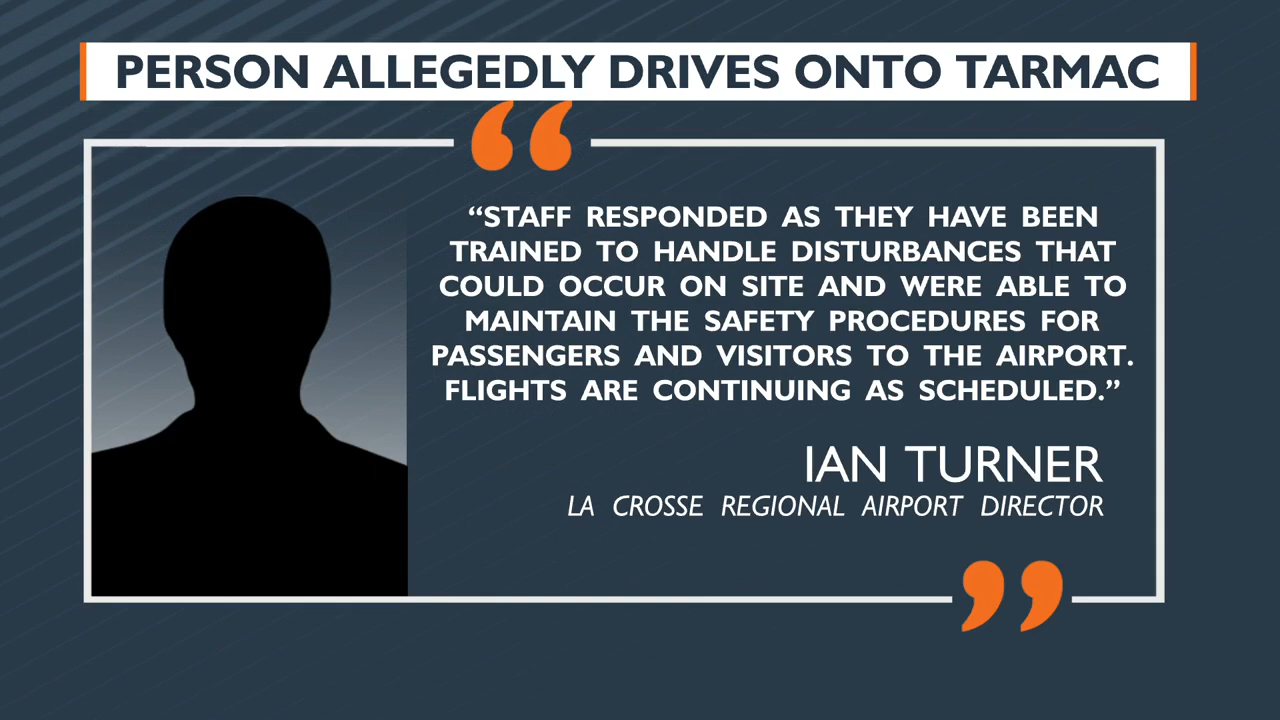 PERSON ALLEGEDLY DRIVES ONTO TARMAC
“STAFF RESPONDED AS THEY HAVE BEEN
TRAINED TO HANDLE DISTURBANCES THAT
COULD OCCUR ON SITE AND WERE ABLE TO
MAINTAIN THE SAFETY PROCEDURES FOR
PASSENGERS AND VISITORS TO THE AIRPORT.
FLIGHTS ARE CONTINUING AS SCHEDULED.”
IAN TURNER
LA CROSSE REGIONAL AIRPORT DIRECTOR